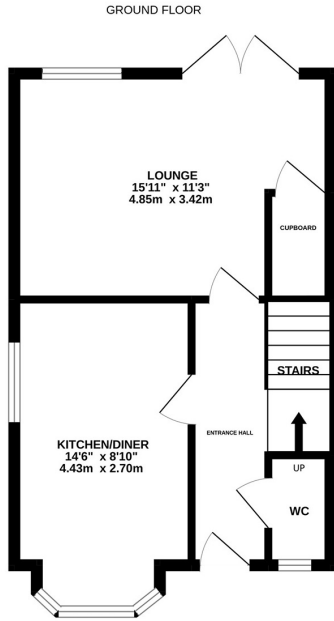 GROUND FLOOR
LOUNGE
15'11" x 11'3"
4.85m x 3.42m
CUPBOARD
STAIRS
ENTRANCE HALL
KITCHEN/DINER
14'6" x 8'10"
4.43m x 2.70m
UP
WC